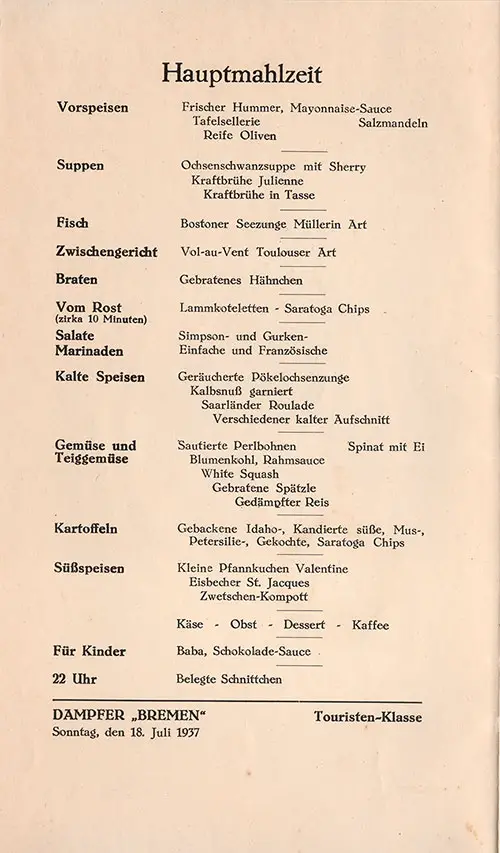 Hauptmahlzeit
Vorspeisen Frischer Hummer, Mayonnaise-Sauce
Tafelsellerie Salzmandeln
Reife Oliven
Suppen Ochsenschwanzsuppe mit Sherry
Kraftbrühe Julienne
Kraftbrühe in Tasse
Fisch Bostoner Seezunge Müllerin Art
Zwischengericht Vol-au-Vent Toulouser Art
Braten Gebratenes Hähnchen
Vom Rost Lammkoteletten - Saratoga Chips
(zirka 10 Minuten)
Salate Simpson- und Gurken-
Marinaden Einfache und Französische
Kalte Speisen Geräucherte Pökelochsenzunge
Kalbsnuß garniert
Saarländer Roulade
Verschiedener kalter Aufschnitt
Gemüse und Sautierte Perlbohnen Spinat mit Ei
Teiggemüse Blumenkohl, Rahmsauce
White Squash
Gebratene Spätzle
Gedämpfter Reis
Kartoffeln Gebackene Idaho-, Kandierte süße, Mus-,
Petersilie-, Gekochte, Saratoga Chips
Süßspeisen Kleine Pfannkuchen Valentine
Eisbecher St. Jacques
Zwetschen-Kompott
Käse - Obst - Dessert - Kaffee
Für Kinder Baba, Schokolade-Sauce
22 Uhr Belegte Schnittchen
DAMPFER „BREMEN“ Touristen-Klasse
Sonntag, den 18. Juli 1937